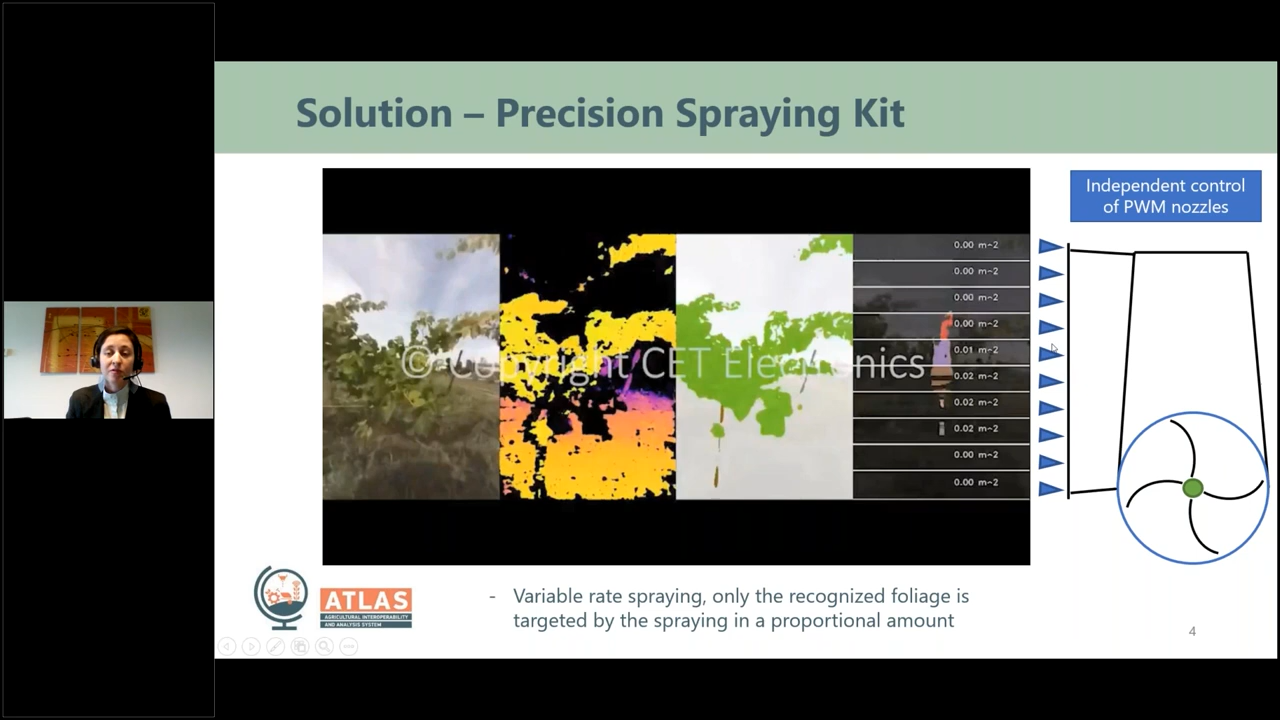 Solution – Precision Spraying Kit
Independent control
of PWM nozzles
0.00 m~2
0.00 m~2
0.00 m~2
0.00 m~2
0.01 m~2
0.02 m~2
0.02 m~2
0.02 m~2
0.00 m~2
0.00 m~2
© Copyright CET Electronics
ATLAS
AGRICULTURAL INTEROPERABILITY
AND ANALYSIS SYSTEM
- Variable rate spraying, only the recognized foliage is
targeted by the spraying in a proportional amount
4